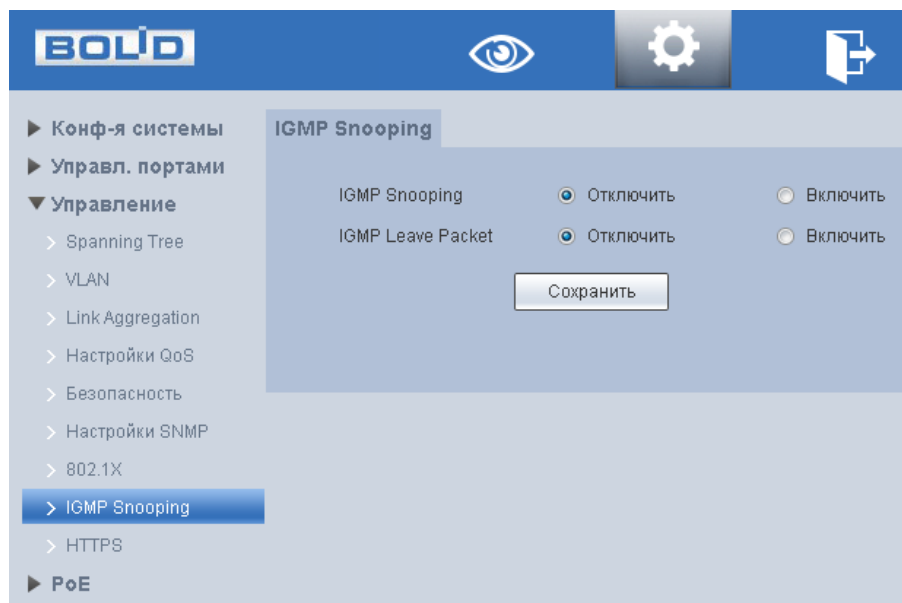 BOLID
Конф-я системы
Управл. портами
Управление
Spanning Tree
VLAN
Link Aggregation
Настройки QoS
Безопасность
Настройки SNMP
802.1X
IGMP Snooping
HTTPS
PoE
IGMP Snooping
IGMP Snooping Отключить Включить
IGMP Leave Packet Отключить Включить
Сохранить